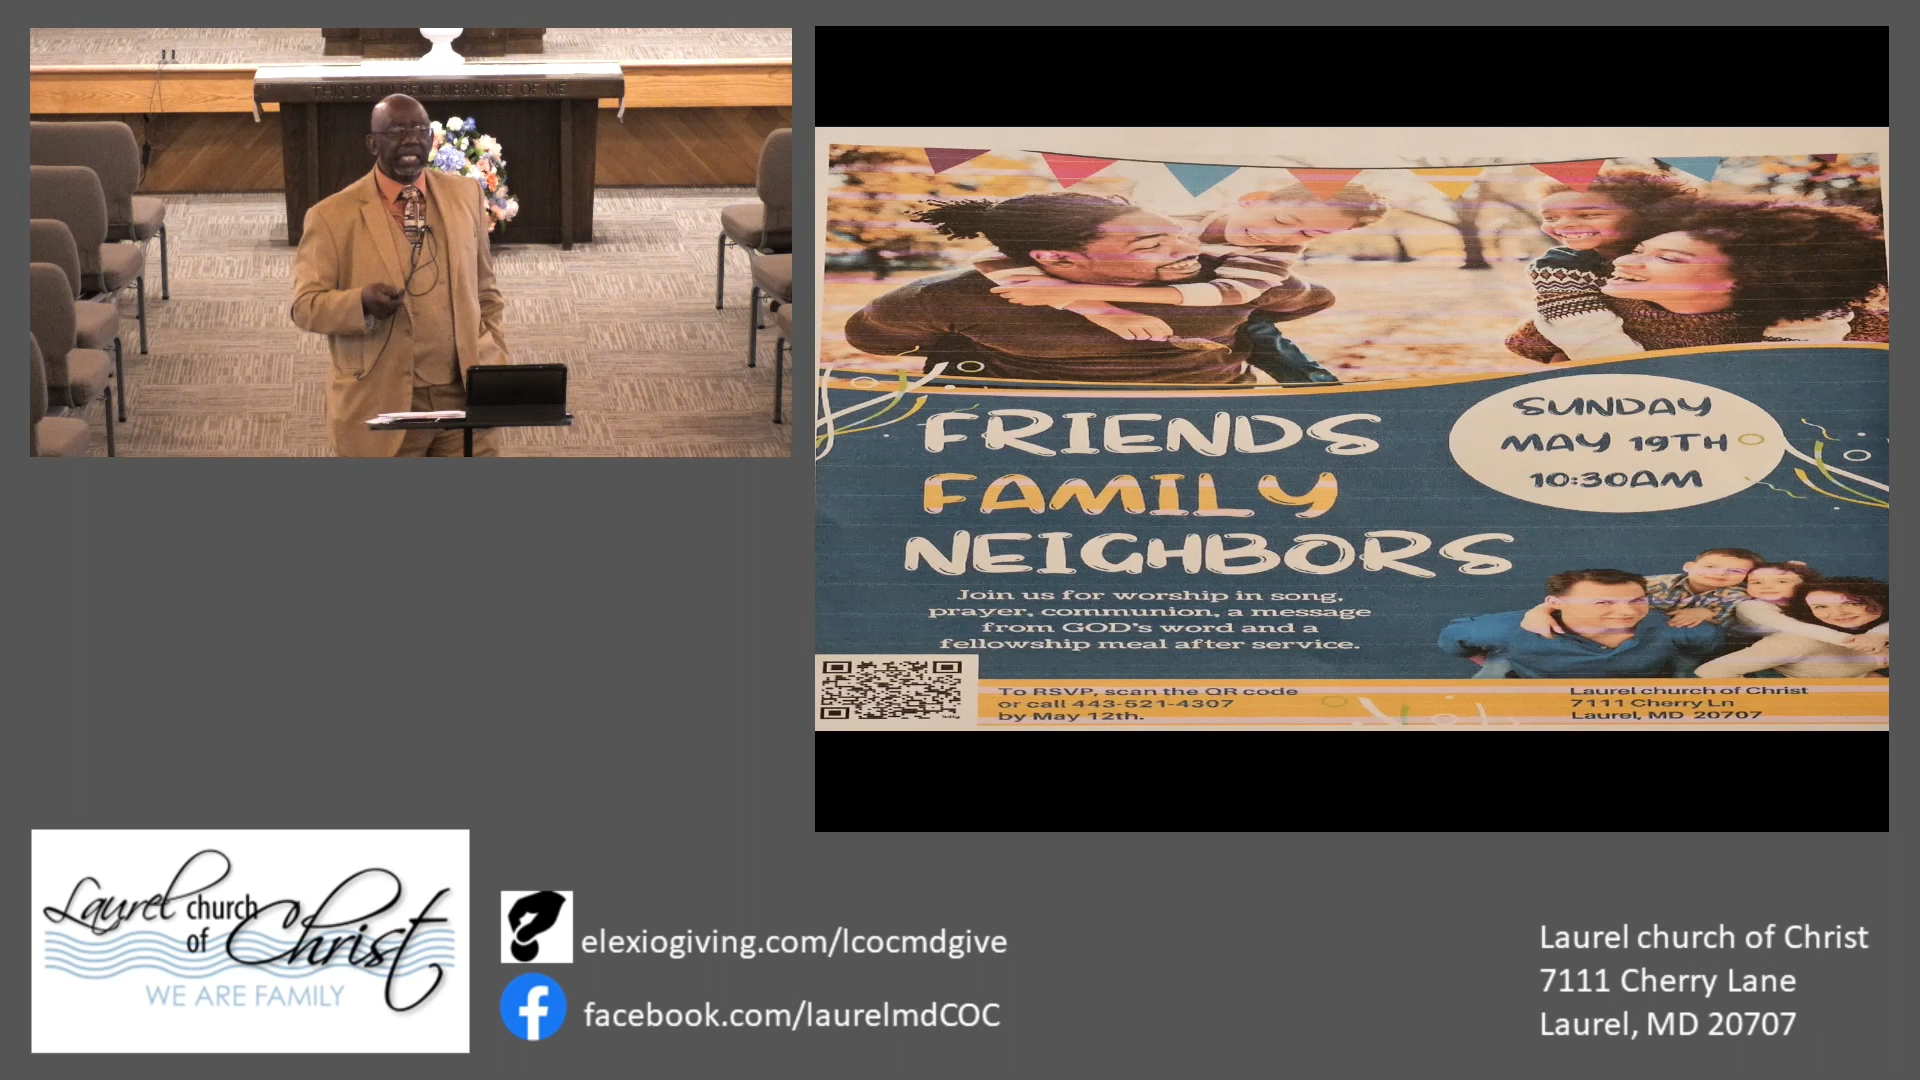 THIS DO IN REMEMBRANCE OF ME
SUNDAY
MAY 19TH
10:30AM
FRIENDS
FAMILY
NEIGHBORS
Join us for worship in song,
prayer, communion, a message
from GOD's word and a
fellowship meal after service.
To RSVP, scan the QR code
or call 443-521-4307
by May 12th.
Laurel church of Christ
7111 Cherry Ln
Laurel, MD 20707
Laurel church
of Christ
WE ARE FAMILY
elexiogiving.com/lcocmdgive
facebook.com/laurelmdCOC
Laurel church of Christ
7111 Cherry Lane
Laurel, MD 20707